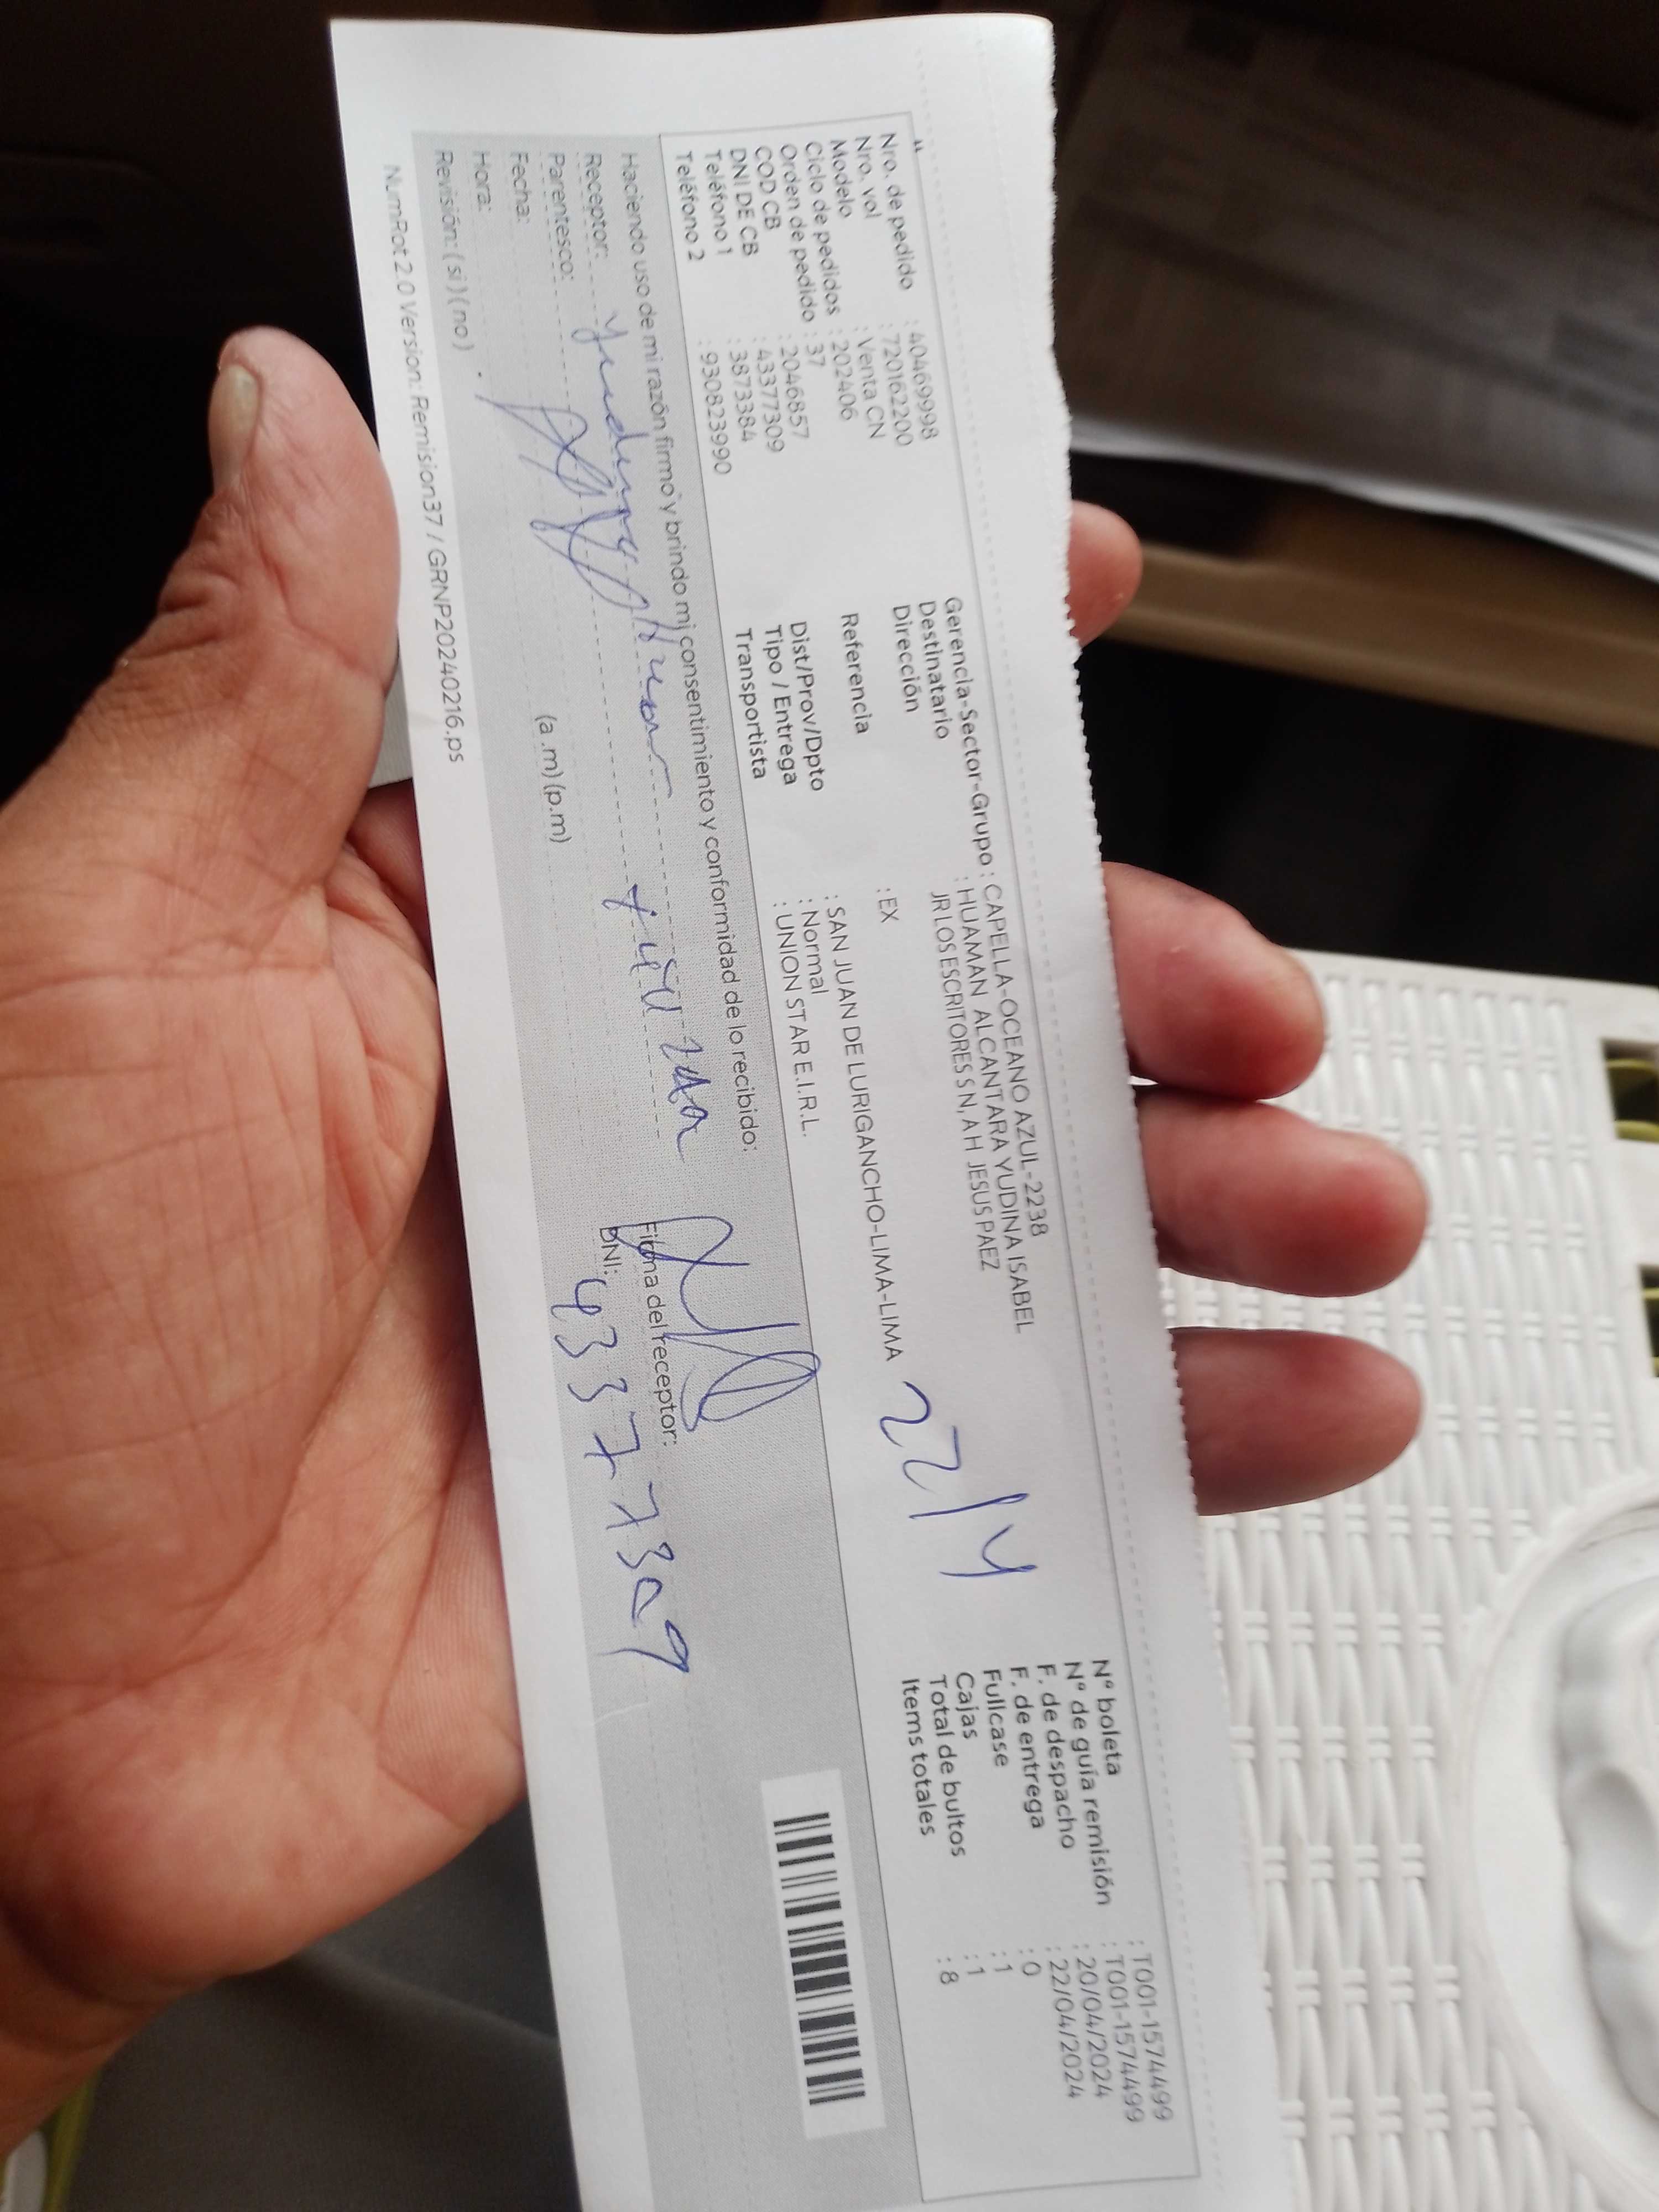 Nro. de pedido : 40469998
Nro. vol : 720162200
Modelo : Venta CN
Ciclo de pedidos : 202406
Orden de pedido : 37
COD CB : 2046857
DNI DE CB : 43377309
Teléfono 1 : 3873384
Teléfono 2 : 930823990
Gerencia-Sector-Grupo : CAPELLA-OCEANO AZUL-2238
Destinatario : HUAMAN ALCANTARA YUDINA ISABEL
Dirección JR LOS ESCRITORES S N, A H JESUS PAEZ
Referencia : EX
Dist/Prov/Dpto : SAN JUAN DE LURIGANCHO-LIMA-LIMA
Tipo / Entrega : Normal
Transportista : UNION STAR E.I.R.L.
22/4
Nº boleta : T001-1574499
Nº de guía remisión : T001-1574499
F. de despacho : 20/04/2024
F. de entrega : 22/04/2024
Fullcase : 0
Cajas : 1
Total de bultos : 1
Items totales : 8
Haciendo uso de mi razón firmo y brindo mi consentimiento y conformidad de lo recibido:
Receptor:
Parentesco:
Fecha:
Hora: (a.m) (p.m)
Revisión: ( si ) ( no )
Firma del receptor:
DNI: 43377309
NumRot 2.0 Version: Remision37 / GRNP20240216.ps